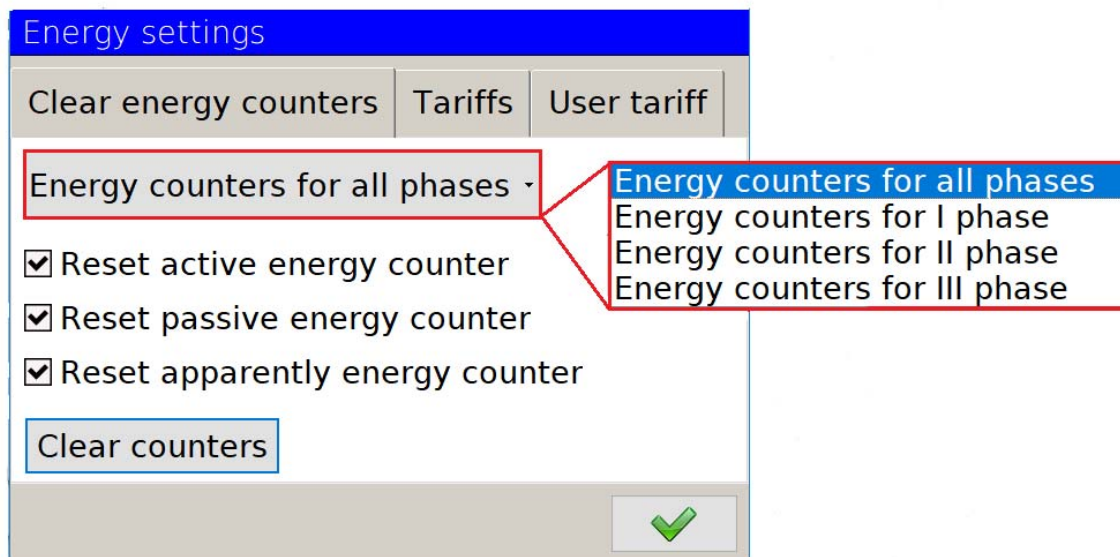 Energy settings
Clear energy counters Tariffs User tariff
Energy counters for all phases
Energy counters for all phases
Energy counters for I phase
Energy counters for II phase
Energy counters for III phase
Reset active energy counter
Reset passive energy counter
Reset apparently energy counter
Clear counters